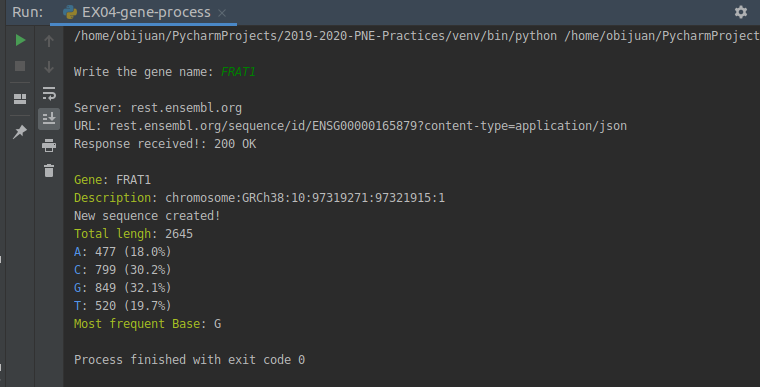 Run: EX04-gene-process
/home/obijuan/PycharmProjects/2019-2020-PNE-Practices/venv/bin/python /home/obijuan/PycharmProject
Write the gene name: FRAT1
Server: rest.ensembl.org
URL: rest.ensembl.org/sequence/id/ENSG00000165879?content-type=application/json
Response received!: 200 OK
Gene: FRAT1
Description: chromosome:GRCh38:10:97319271:97321915:1
New sequence created!
Total lengh: 2645
A: 477 (18.0%)
C: 799 (30.2%)
G: 849 (32.1%)
T: 520 (19.7%)
Most frequent Base: G
Process finished with exit code 0